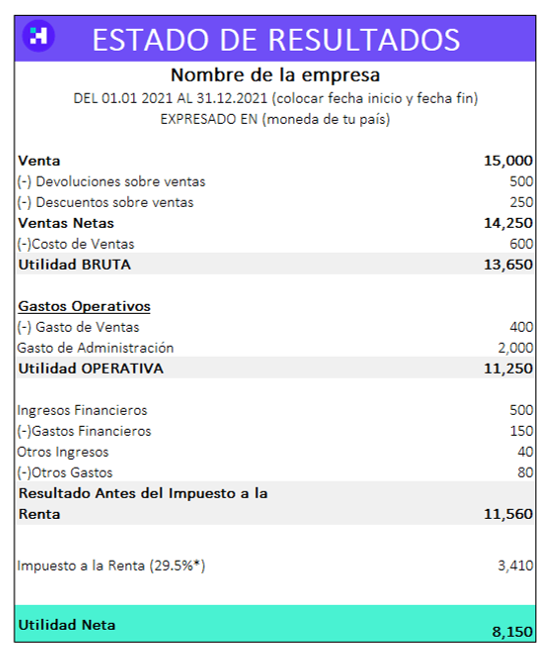 ESTADO DE RESULTADOS
Nombre de la empresa
DEL 01.01 2021 AL 31.12.2021 (colocar fecha inicio y fecha fin)
EXPRESADO EN (moneda de tu país)
Venta 15,000
(-) Devoluciones sobre ventas 500
(-) Descuentos sobre ventas 250
Ventas Netas 14,250
(-)Costo de Ventas 600
Utilidad BRUTA 13,650
Gastos Operativos
(-) Gasto de Ventas 400
Gasto de Administración 2,000
Utilidad OPERATIVA 11,250
Ingresos Financieros 500
(-)Gastos Financieros 150
Otros Ingresos 40
(-)Otros Gastos 80
Resultado Antes del Impuesto a la
Renta 11,560
Impuesto a la Renta (29.5%*) 3,410
Utilidad Neta 8,150